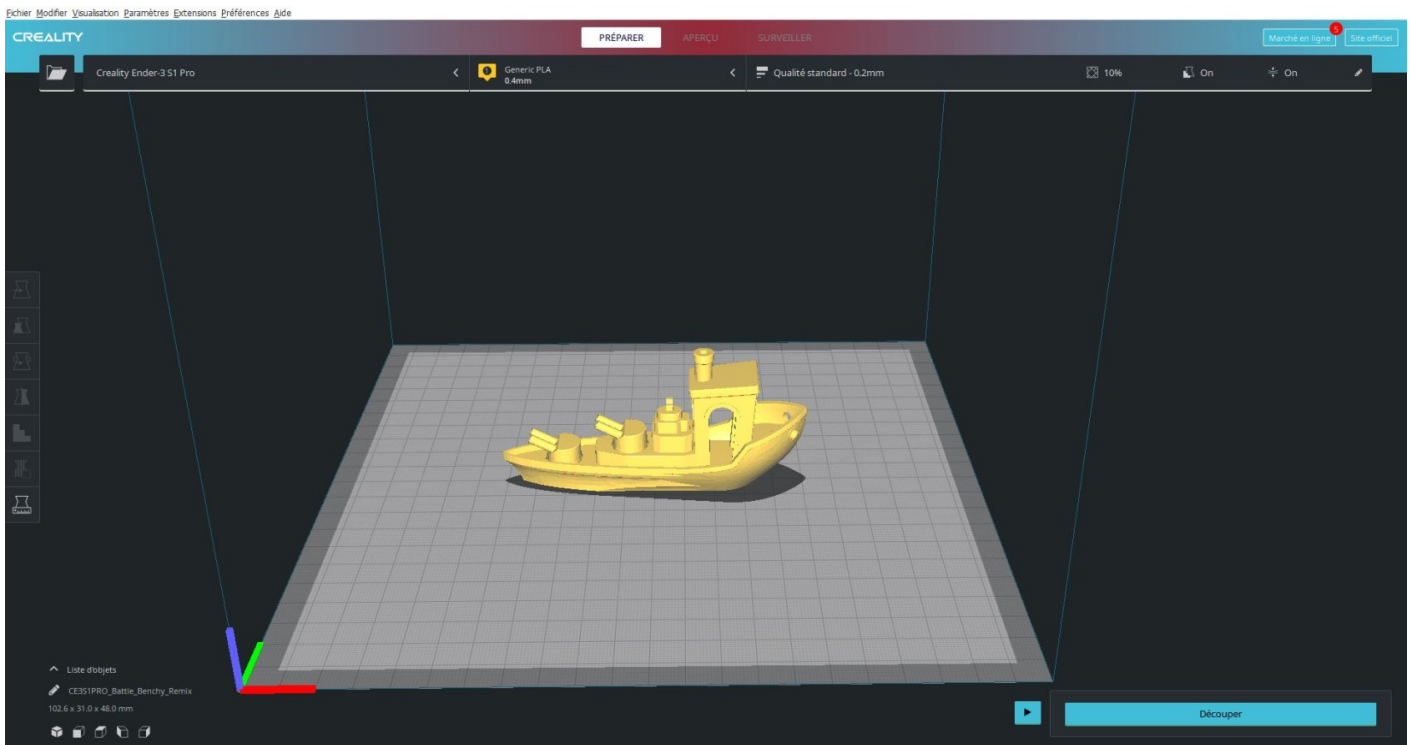 Fichier Modifier Visualisation Paramètres Extensions Préférences Aide
CREALITY
PRÉPARER
APERÇU
SURVEILLER
Marché en ligne
5
Site officiel
Creality Ender-3 S1 Pro
Generic PLA
0.4mm
Qualité standard - 0.2mm
10%
On
On
Liste d'objets
CE3S1PRO_Battle_Benchy_Remix
102.6 x 31.0 x 48.0 mm
Découper